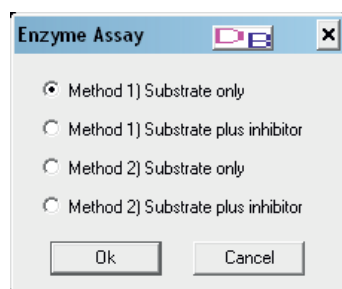 Enzyme Assay
Method 1) Substrate only
Method 1) Substrate plus inhibitor
Method 2) Substrate only
Method 2) Substrate plus inhibitor
Ok Cancel